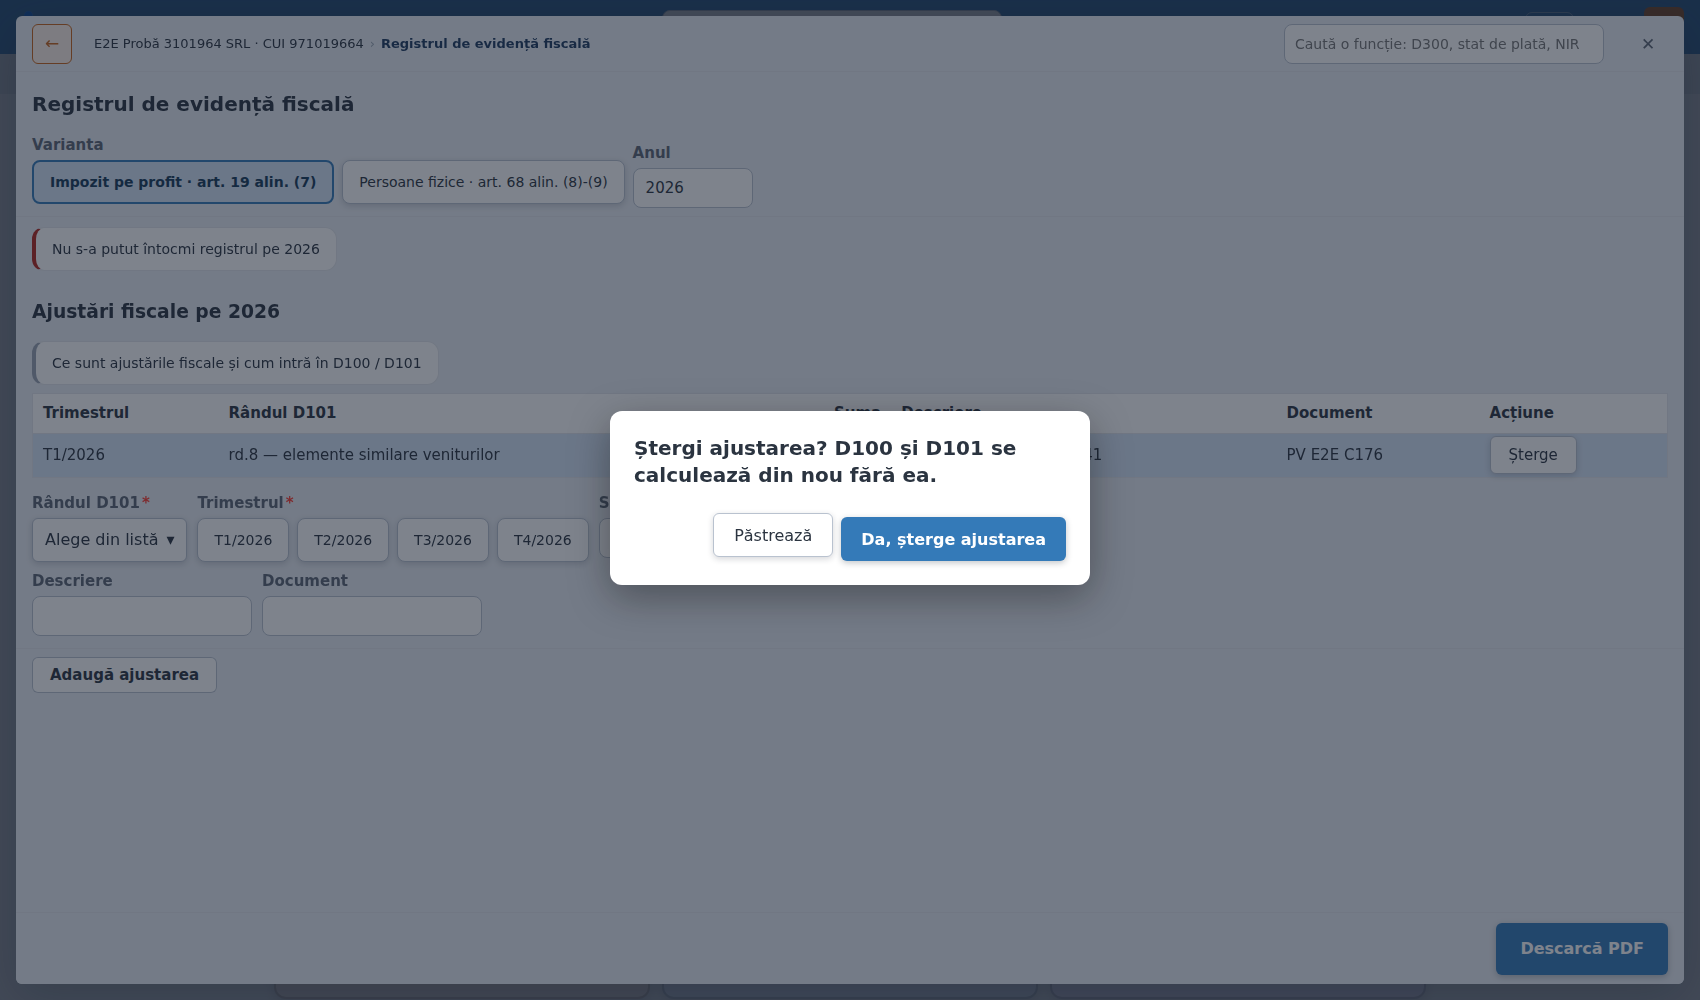 ←
E2E Probă 3101964 SRL · CUI 971019664 › Registrul de evidență fiscală
Caută o funcție: D300, stat de plată, NIR
✕
Registrul de evidență fiscală
Varianta
Anul
Impozit pe profit · art. 19 alin. (7)
Persoane fizice · art. 68 alin. (8)-(9)
2026
Nu s-a putut întocmi registrul pe 2026
Ajustări fiscale pe 2026
Ce sunt ajustările fiscale și cum intră în D100 / D101
Trimestrul Rândul D101 Suma Descriere Document Acțiune
T1/2026 rd.8 — elemente similare veniturilor PV E2E C176 Șterge
Ștergi ajustarea? D100 și D101 se
calculează din nou fără ea.
Păstrează
Da, șterge ajustarea
Rândul D101* Trimestrul*
Alege din listă ▾ T1/2026 T2/2026 T3/2026 T4/2026
Descriere Document
Adaugă ajustarea
Descarcă PDF